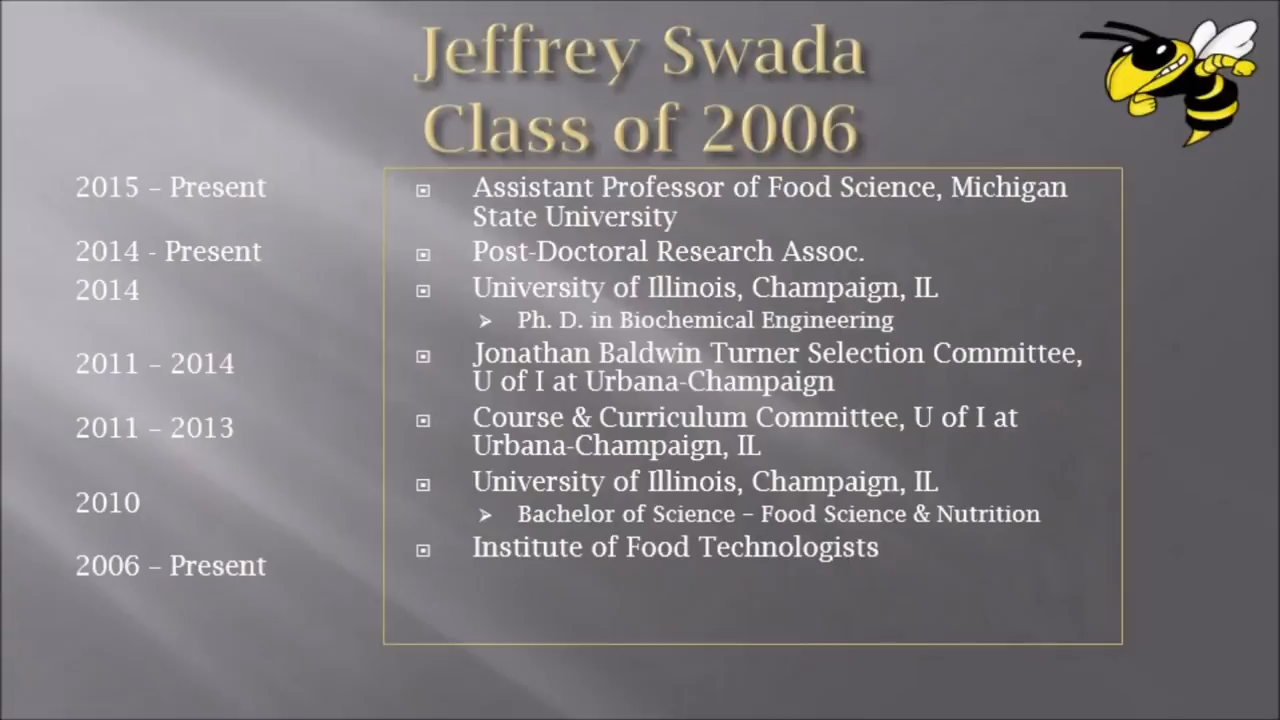 Jeffrey Swada
Class of 2006
2015 – Present
Assistant Professor of Food Science, Michigan
State University
2014 - Present
Post-Doctoral Research Assoc.
2014
University of Illinois, Champaign, IL
Ph. D. in Biochemical Engineering
2011 – 2014
Jonathan Baldwin Turner Selection Committee,
U of I at Urbana-Champaign
2011 – 2013
Course & Curriculum Committee, U of I at
Urbana-Champaign, IL
2010
University of Illinois, Champaign, IL
Bachelor of Science – Food Science & Nutrition
2006 – Present
Institute of Food Technologists